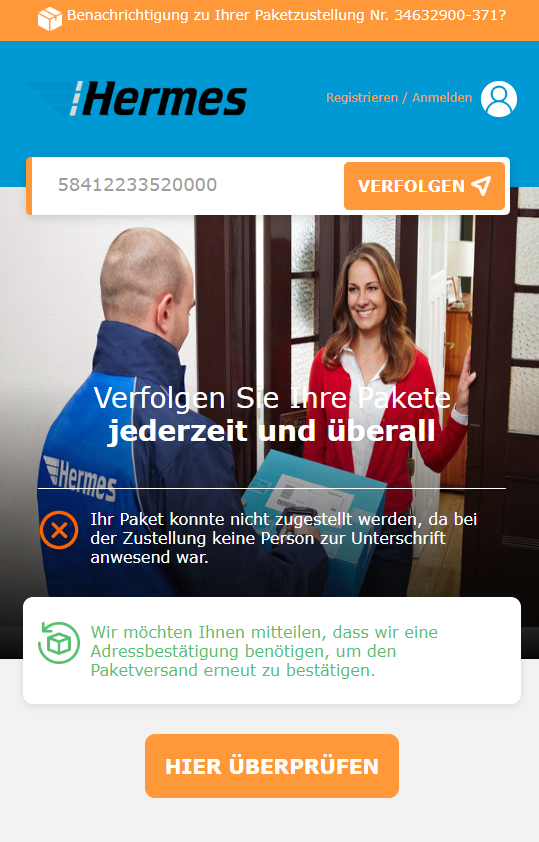 Benachrichtigung zu Ihrer Paketzustellung Nr. 34632900-371?
Hermes
Registrieren / Anmelden
58412233520000
VERFOLGEN
Verfolgen Sie Ihre Pakete
jederzeit und überall
Hermes
Ihr Paket konnte nicht zugestellt werden, da bei
der Zustellung keine Person zur Unterschrift
anwesend war.
Wir möchten Ihnen mitteilen, dass wir eine
Adressbestätigung benötigen, um den
Paketversand erneut zu bestätigen.
HIER ÜBERPRÜFEN